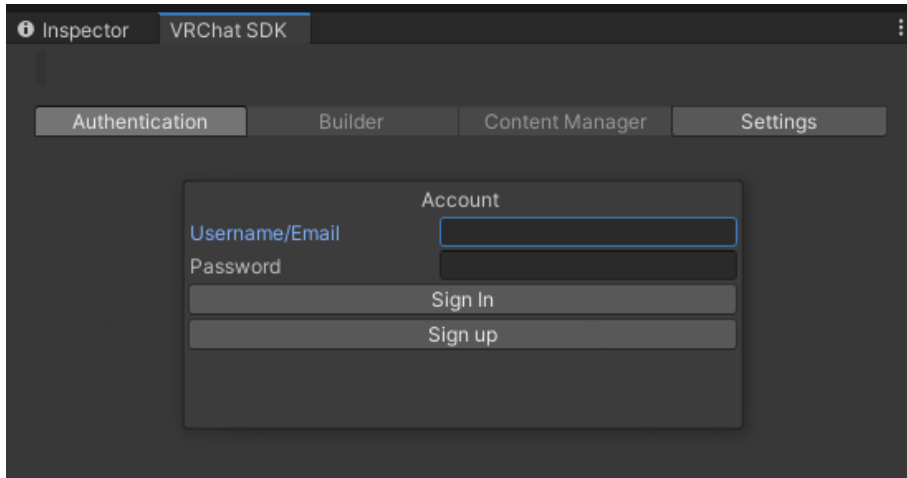 Inspector VRChat SDK
Authentication Builder Content Manager Settings
Account
Username/Email
Password
Sign In
Sign up